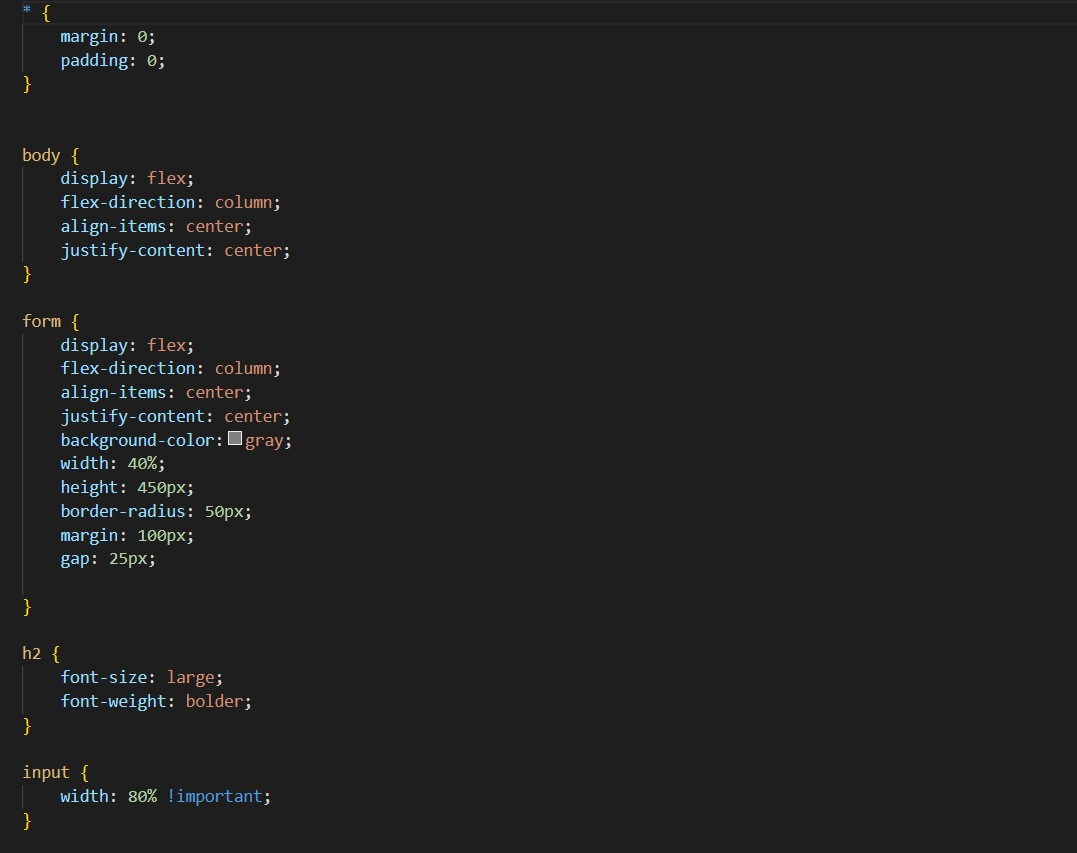 * {
    margin: 0;
    padding: 0;
}
body {
    display: flex;
    flex-direction: column;
    align-items: center;
    justify-content: center;
}
form {
    display: flex;
    flex-direction: column;
    align-items: center;
    justify-content: center;
    background-color: gray;
    width: 40%;
    height: 450px;
    border-radius: 50px;
    margin: 100px;
    gap: 25px;
}
h2 {
    font-size: large;
    font-weight: bolder;
}
input {
    width: 80% !important;
}